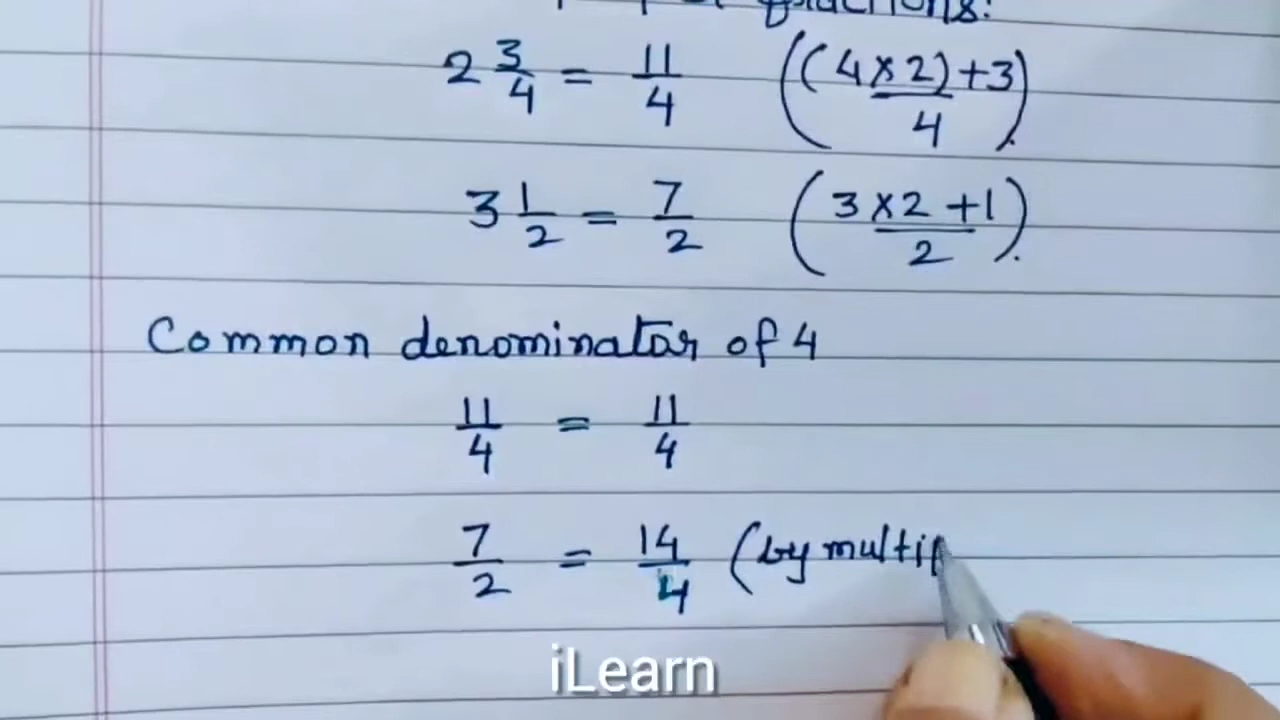 2 3/4 = 11/4 ((4×2)+3/4)
3 1/2 = 7/2 (3×2+1/2)
Common denominator of 4
11/4 = 11/4
7/2 = 14/4 (by multip
iLearn